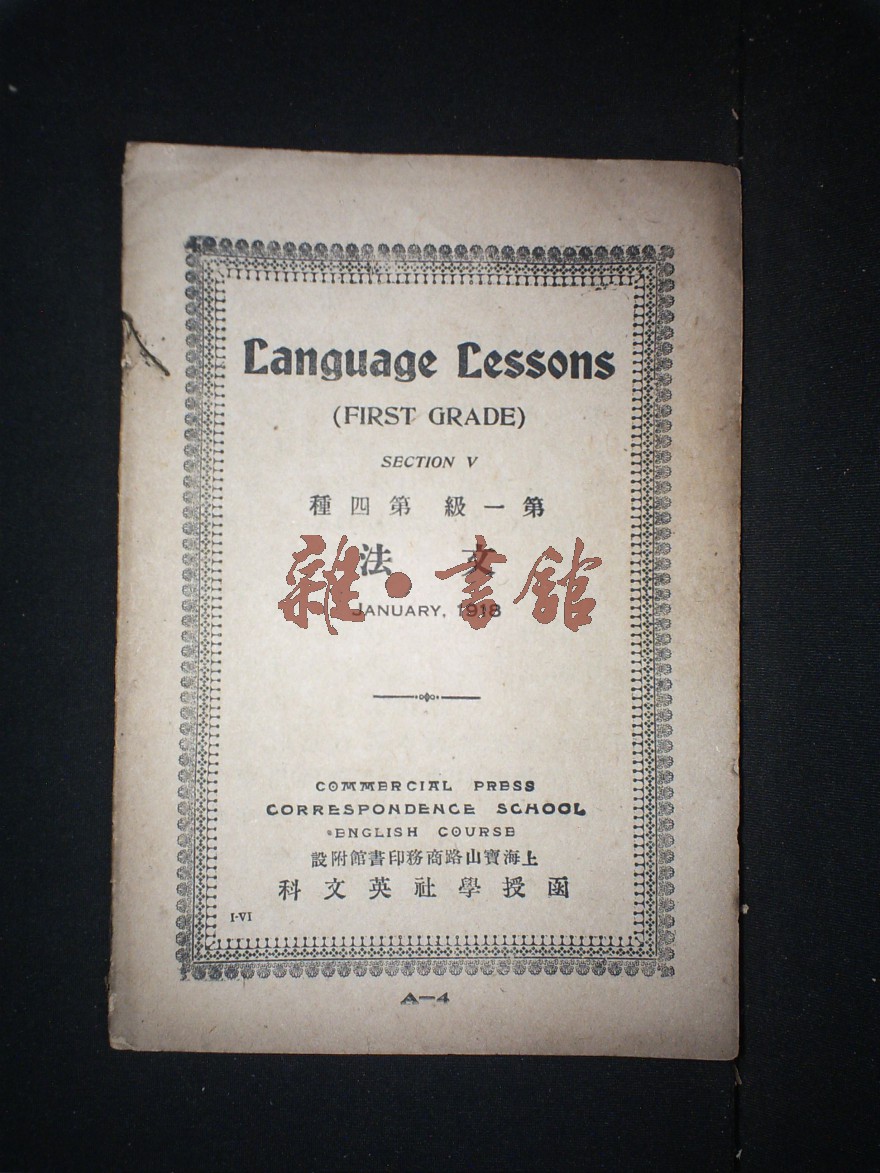 Language Lessons
(FIRST GRADE)
SECTION V
第一級 第四種
文法
雜·書館
JANUARY, 1918
COMMERCIAL PRESS
CORRESPONDENCE SCHOOL
ENGLISH COURSE
上海寶山路商務印書館附設
函授學社英文科
I-VI
A—4